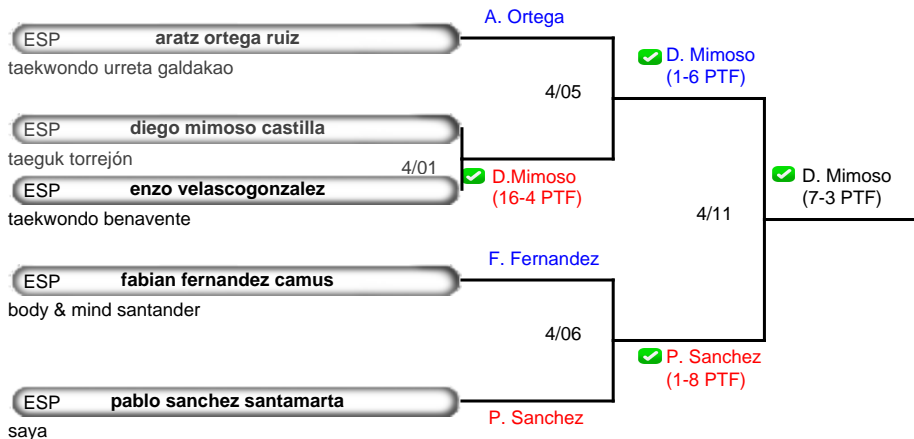 A. Ortega
ESP aratz ortega ruiz
taekwondo urreta galdakao
D. Mimoso
(1-6 PTF)
4/05
ESP diego mimoso castilla
taeguk torrejón
4/01
D.Mimoso
(16-4 PTF)
ESP enzo velascogonzalez
taekwondo benavente
D. Mimoso
(7-3 PTF)
4/11
F. Fernandez
ESP fabian fernandez camus
body & mind santander
4/06
P. Sanchez
(1-8 PTF)
ESP pablo sanchez santamarta
P. Sanchez
saya